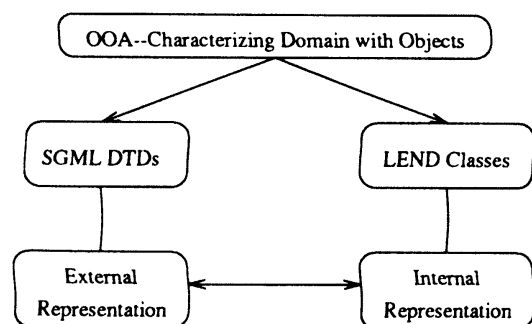 OOA--Characterizing Domain with Objects
SGML DTDs
LEND Classes
External
Representation
Internal
Representation